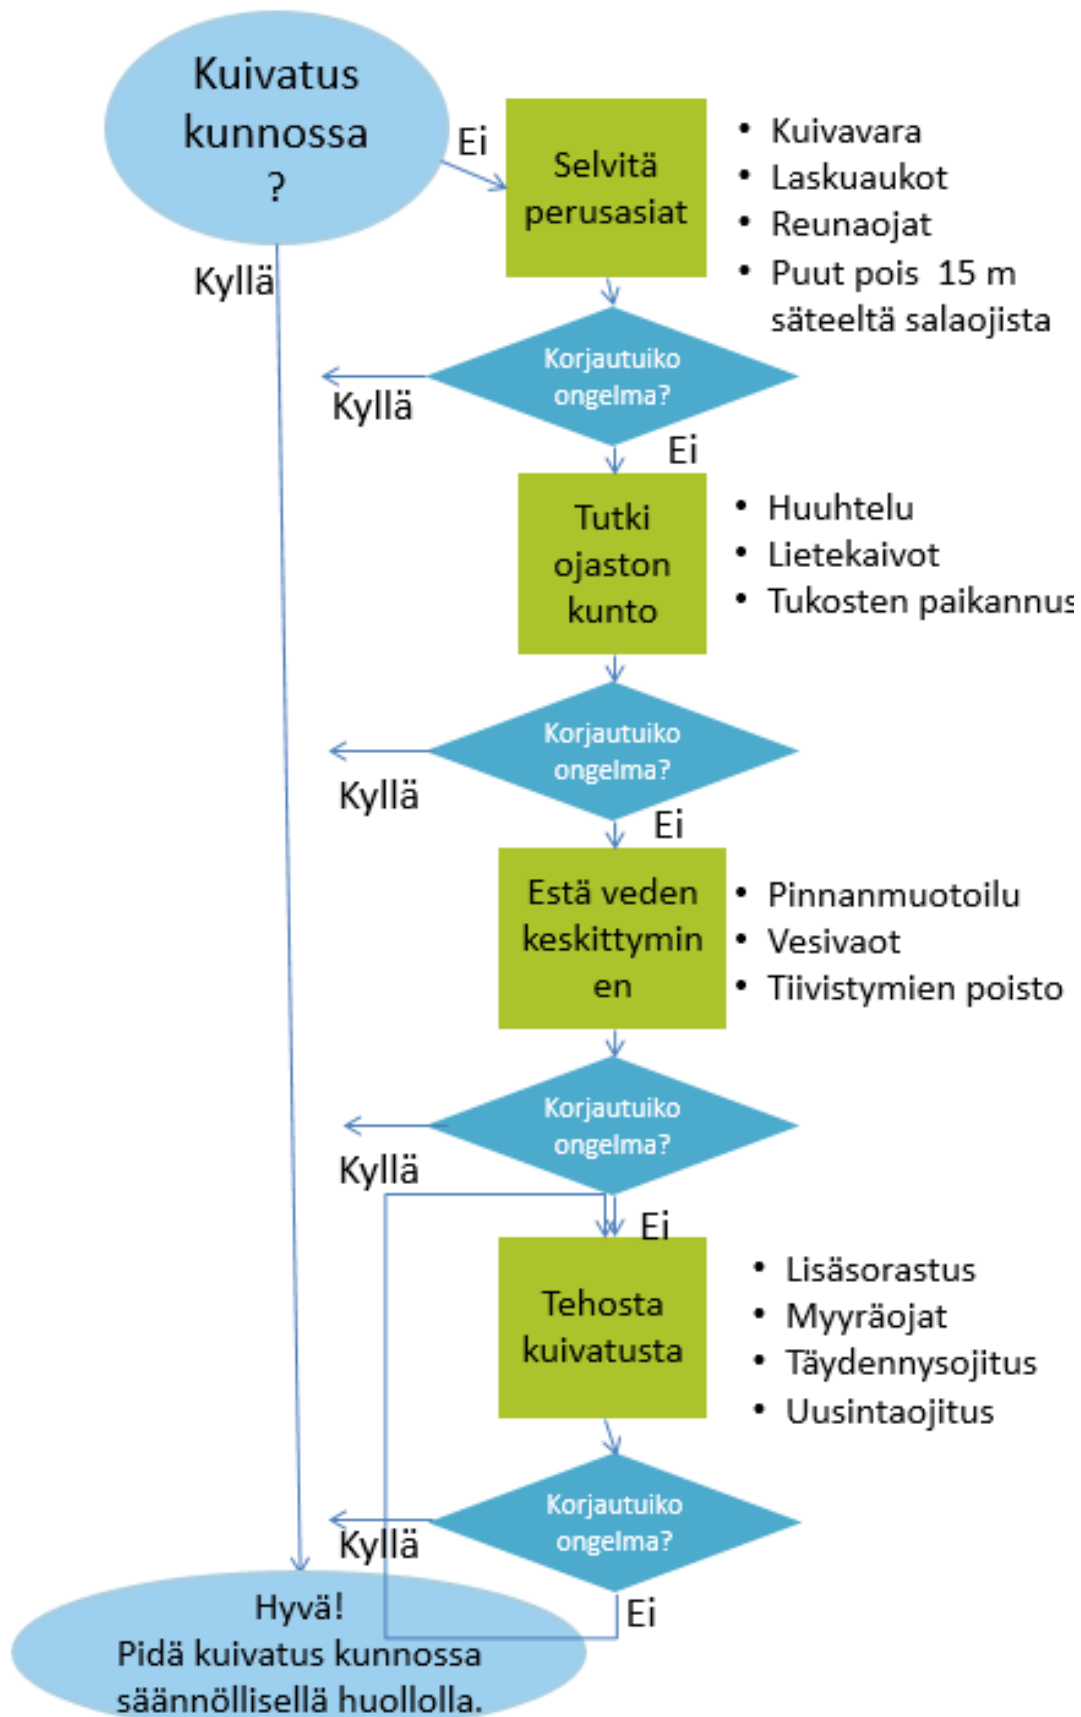 Kuivatus
kunnossa
?
Ei
Kyllä
Selvitä
perusasiat
• Kuivavara
• Laskuaukot
• Reunaojat
• Puut pois 15 m
säteeltä salaojista
Korjautuiko
ongelma?
Kyllä
Ei
Tutki
ojaston
kunto
• Huuhtelu
• Lietekaivot
• Tukosten paikannus
Korjautuiko
ongelma?
Kyllä
Ei
Estä veden
keskittymin
en
• Pinnanmuotoilu
• Vesivaot
• Tiivistymien poisto
Korjautuiko
ongelma?
Kyllä
Ei
Tehosta
kuivatusta
• Lisäsorastus
• Myyräojat
• Täydennysojitus
• Uusintaojitus
Korjautuiko
ongelma?
Kyllä
Ei
Hyvä!
Pidä kuivatus kunnossa
säännöllisellä huollolla.